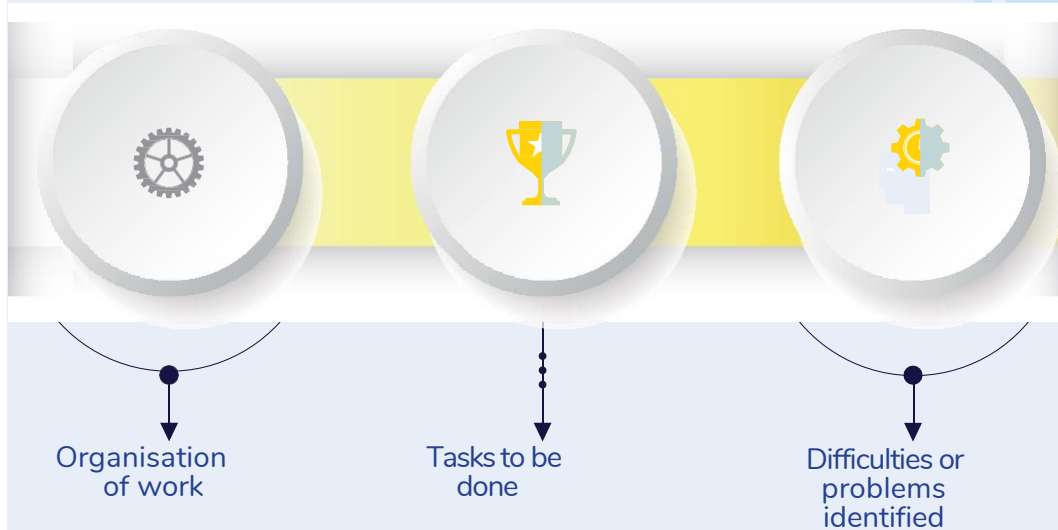 Organisation
of work
Tasks to be
done
Difficulties or
problems
identified